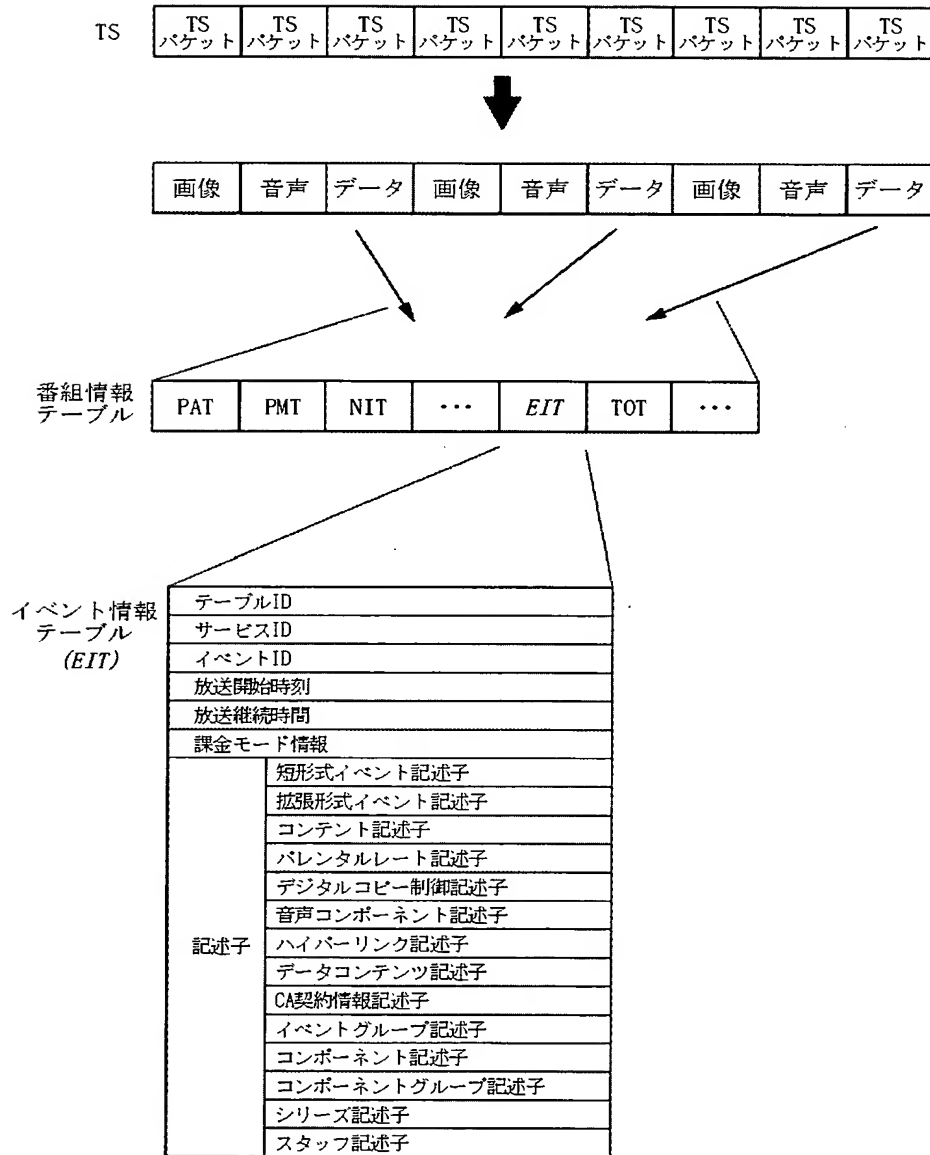 TS
TS パケット TS パケット TS パケット TS パケット TS パケット TS パケット TS パケット TS パケット TS パケット
画像 音声 データ 画像 音声 データ 画像 音声 データ
番組情報
テーブル
PAT PMT NIT ・・・ EIT TOT ・・・
イベント情報
テーブル
(EIT)
テーブルID
サービスID
イベントID
放送開始時刻
放送継続時間
課金モード情報
記述子
短形式イベント記述子
拡張形式イベント記述子
コンテント記述子
パレンタルレート記述子
デジタルコピー制御記述子
音声コンポーネント記述子
ハイパーリンク記述子
データコンテンツ記述子
CA契約情報記述子
イベントグループ記述子
コンポーネント記述子
コンポーネントグループ記述子
シリーズ記述子
スタッフ記述子